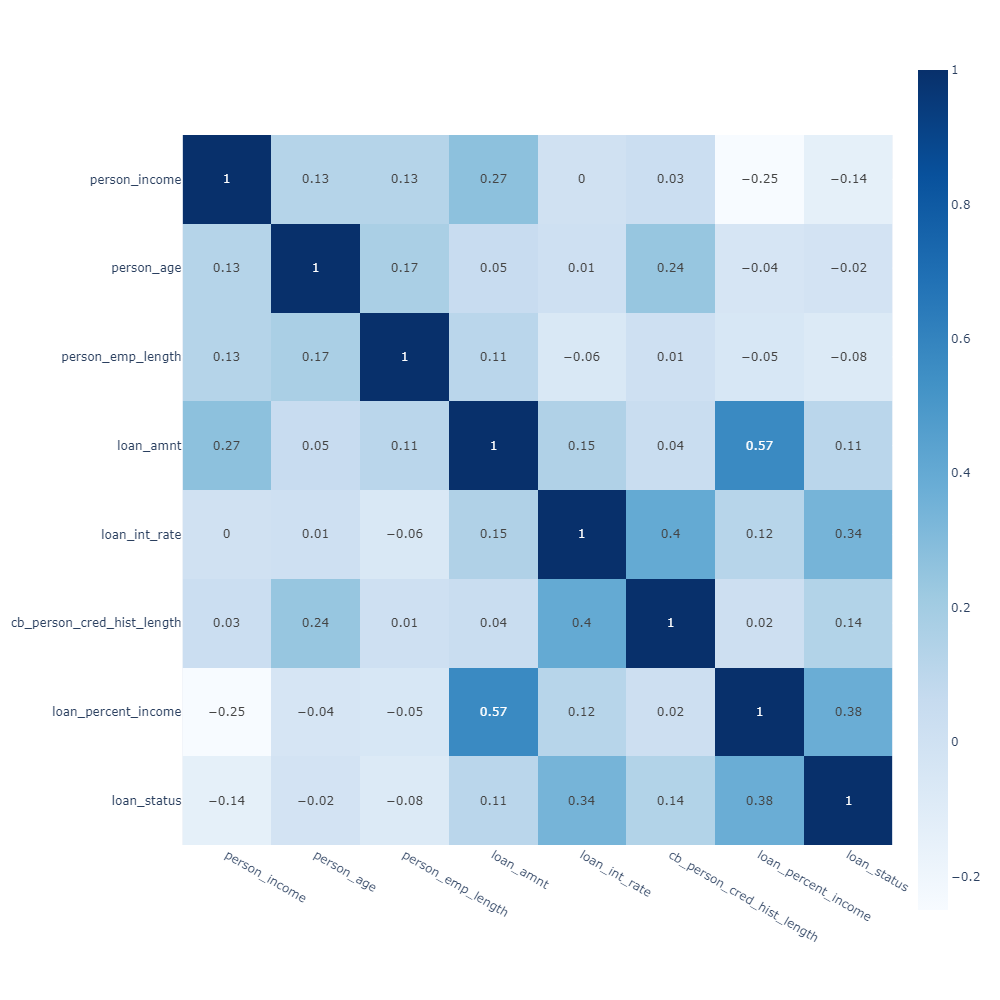 1
person_income 1 0.13 0.13 0.27 0 0.03 −0.25 −0.14
0.8
person_age 0.13 1 0.17 0.05 0.01 0.24 −0.04 −0.02
0.6
person_emp_length 0.13 0.17 1 0.11 −0.06 0.01 −0.05 −0.08
loan_amnt 0.27 0.05 0.11 1 0.15 0.04 0.57 0.11
0.4
loan_int_rate 0 0.01 −0.06 0.15 1 0.4 0.12 0.34
0.2
cb_person_cred_hist_length 0.03 0.24 0.01 0.04 0.4 1 0.02 0.14
loan_percent_income −0.25 −0.04 −0.05 0.57 0.12 0.02 1 0.38
0
loan_status −0.14 −0.02 −0.08 0.11 0.34 0.14 0.38 1
−0.2
person_income
person_age
person_emp_length
loan_amnt
loan_int_rate
cb_person_cred_hist_length
loan_percent_income
loan_status